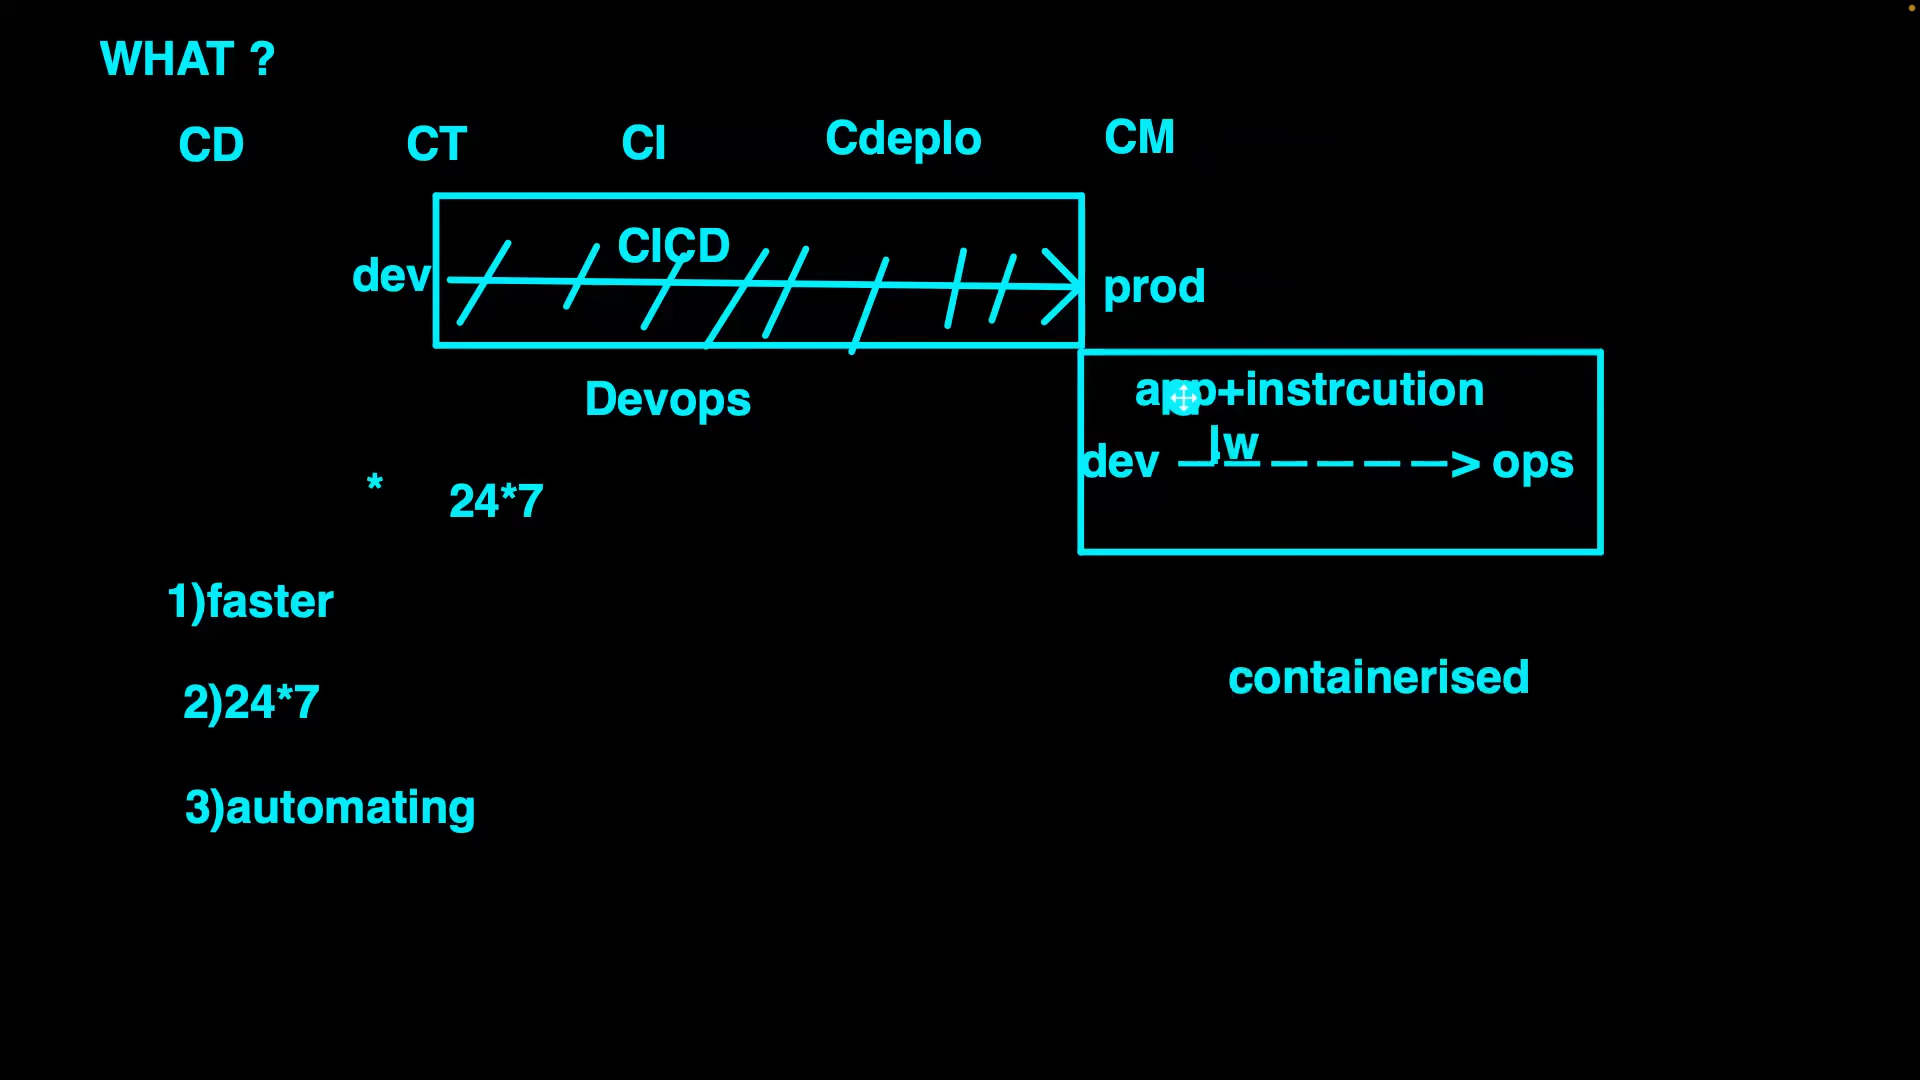 WHAT ?
CD CT CI Cdeplo CM
CICD
dev prod
app+instrcution
Devops
lw
dev — — — — — —> ops
* 24*7
1)faster
containerised
2)24*7
3)automating